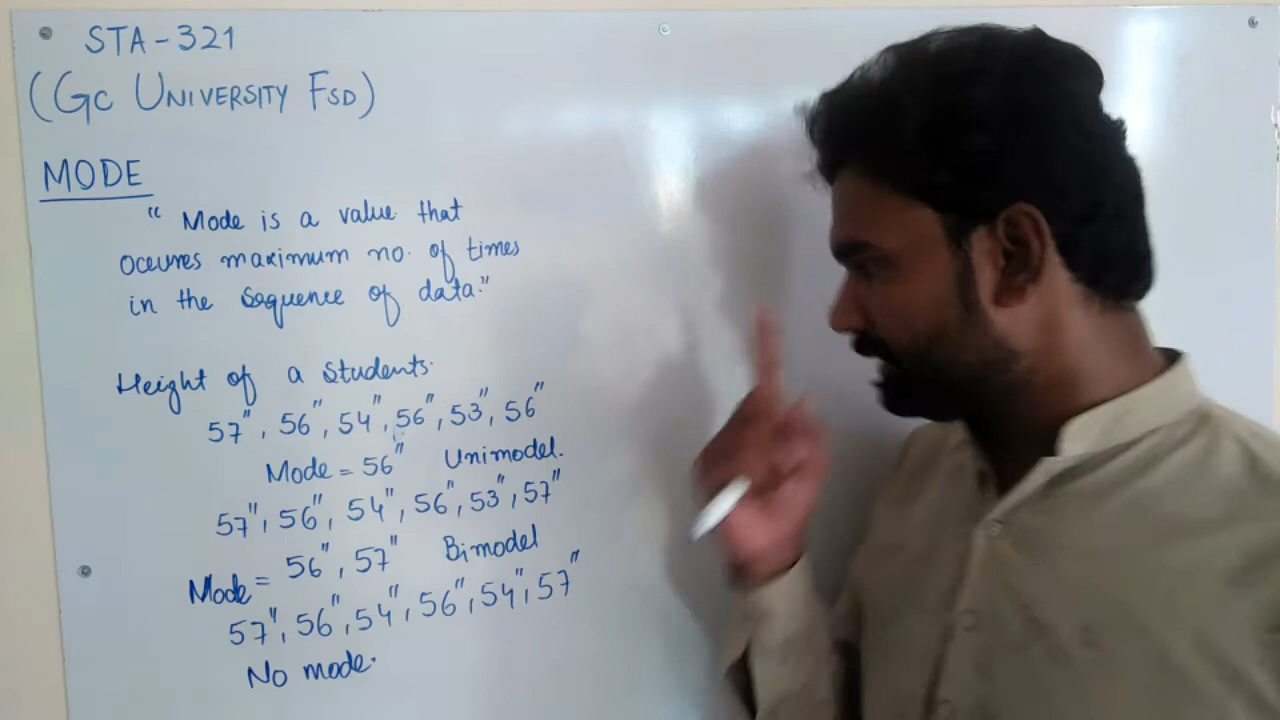 STA-321
(GC UNIVERSITY FSD)
MODE
“ Mode is a value that
occures maximum no. of times
in the Sequence of data."
Height of a Students.
57", 56", 54", 56", 53", 56"
Mode = 56" Unimodel.
57", 56", 54", 56", 53", 57"
Mode = 56", 57" Bimodel
57", 56", 54", 56", 54", 57"
No mode.